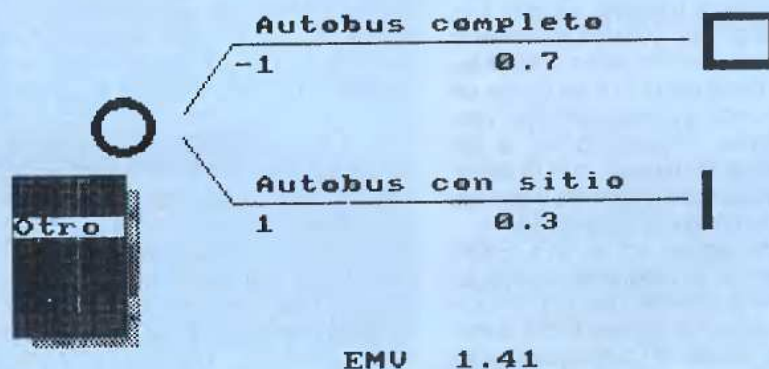 Autobus completo
-1 0.7
Autobus con sitio
Otro
1 0.3
EMV 1.41